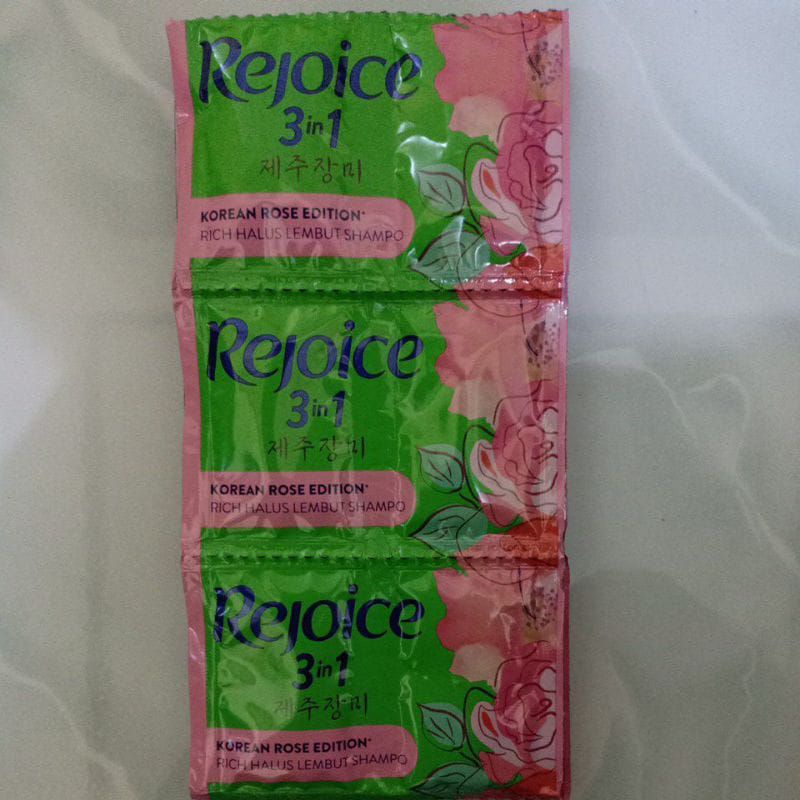 Rejoice
3in1
제주장미
KOREAN ROSE EDITION*
RICH HALUS LEMBUT SHAMPO
Rejoice
3in1
제주장미
KOREAN ROSE EDITION*
RICH HALUS LEMBUT SHAMPO
Rejoice
3in1
제주장미
KOREAN ROSE EDITION*
RICH HALUS LEMBUT SHAMPO